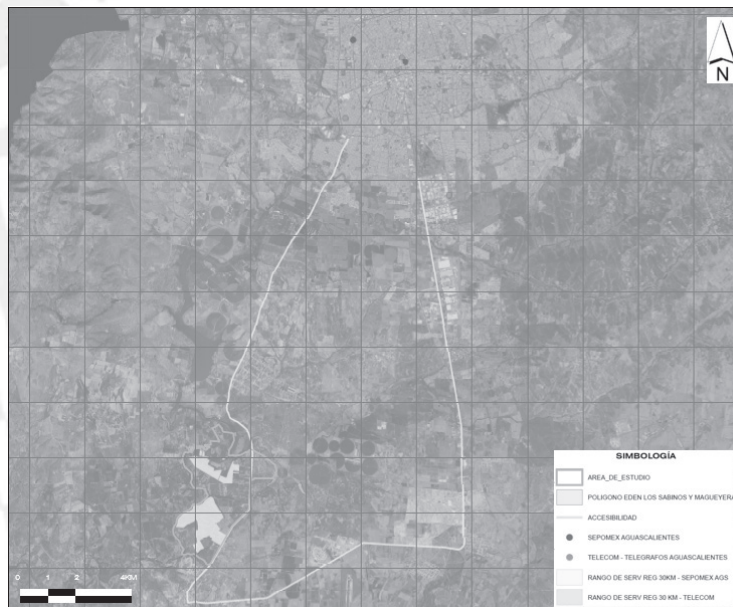 N
SIMBOLOGÍA
AREA_DE_ESTUDIO
POLIGONO EDEN LOS SABINOS Y MAGUEYERA
ACCESIBILIDAD
SEPOMEX AGUASCALIENTES
TELECOM - TELEGRAFOS AGUASCALIENTES
RANGO DE SERV REG 30KM - SEPOMEX AGS
RANGO DE SERV REG 30 KM - TELECOM
0 1 2 4KM